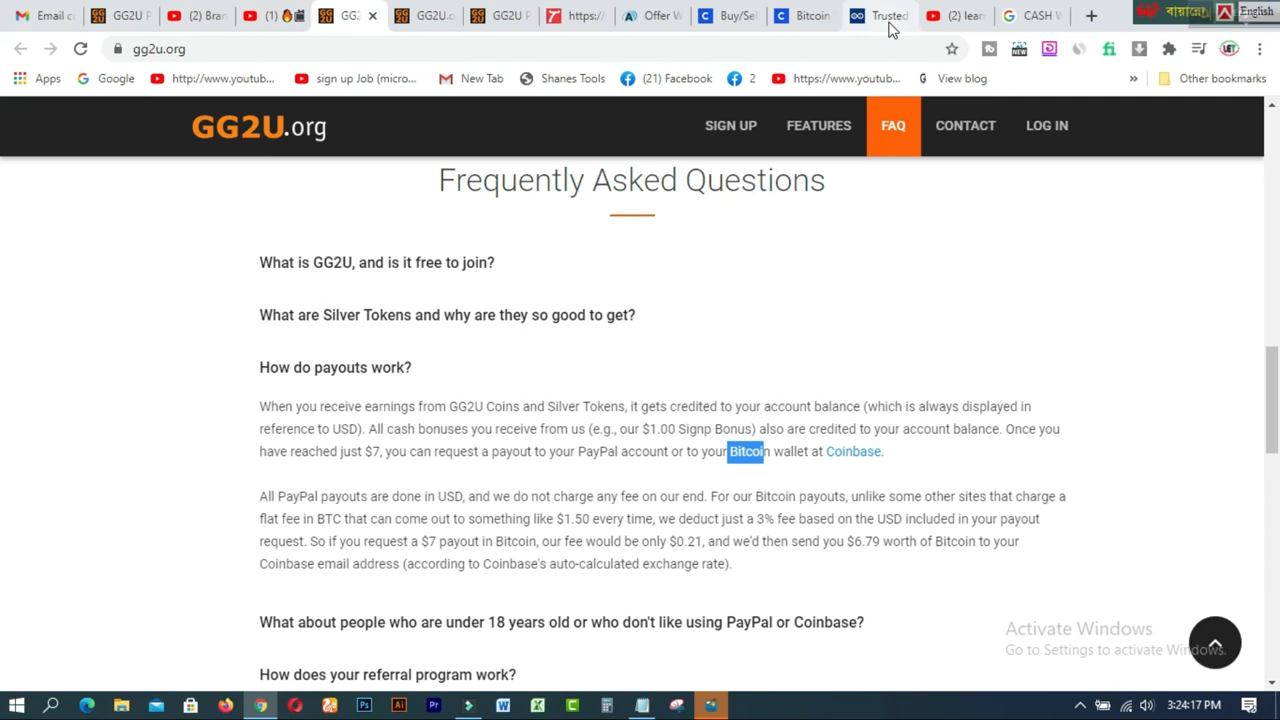 Email c
GG2U P
(2) Bran
(1)
GG2
GG2U
GG2U P
https:/
Offer W
Buy/Sel
Bitcoin
Trusted
(2) lear
CASH W
বায়ান্নো
English
gg2u.org
Apps
Google
http://www.youtub...
sign up Job (micro...
New Tab
Shanes Tools
(21) Facebook
2
https://www.youtub...
View blog
»
Other bookmarks
GG2U.org
SIGN UP
FEATURES
FAQ
CONTACT
LOG IN
Frequently Asked Questions
What is GG2U, and is it free to join?
What are Silver Tokens and why are they so good to get?
How do payouts work?
When you receive earnings from GG2U Coins and Silver Tokens, it gets credited to your account balance (which is always displayed in
reference to USD). All cash bonuses you receive from us (e.g., our $1.00 Signp Bonus) also are credited to your account balance. Once you
have reached just $7, you can request a payout to your PayPal account or to your Bitcoin wallet at Coinbase.
All PayPal payouts are done in USD, and we do not charge any fee on our end. For our Bitcoin payouts, unlike some other sites that charge a
flat fee in BTC that can come out to something like $1.50 every time, we deduct just a 3% fee based on the USD included in your payout
request. So if you request a $7 payout in Bitcoin, our fee would be only $0.21, and we'd then send you $6.79 worth of Bitcoin to your
Coinbase email address (according to Coinbase's auto-calculated exchange rate).
What about people who are under 18 years old or who don't like using PayPal or Coinbase?
Activate Windows
Go to Settings to activate Windows.
How does your referral program work?
3:24:17 PM